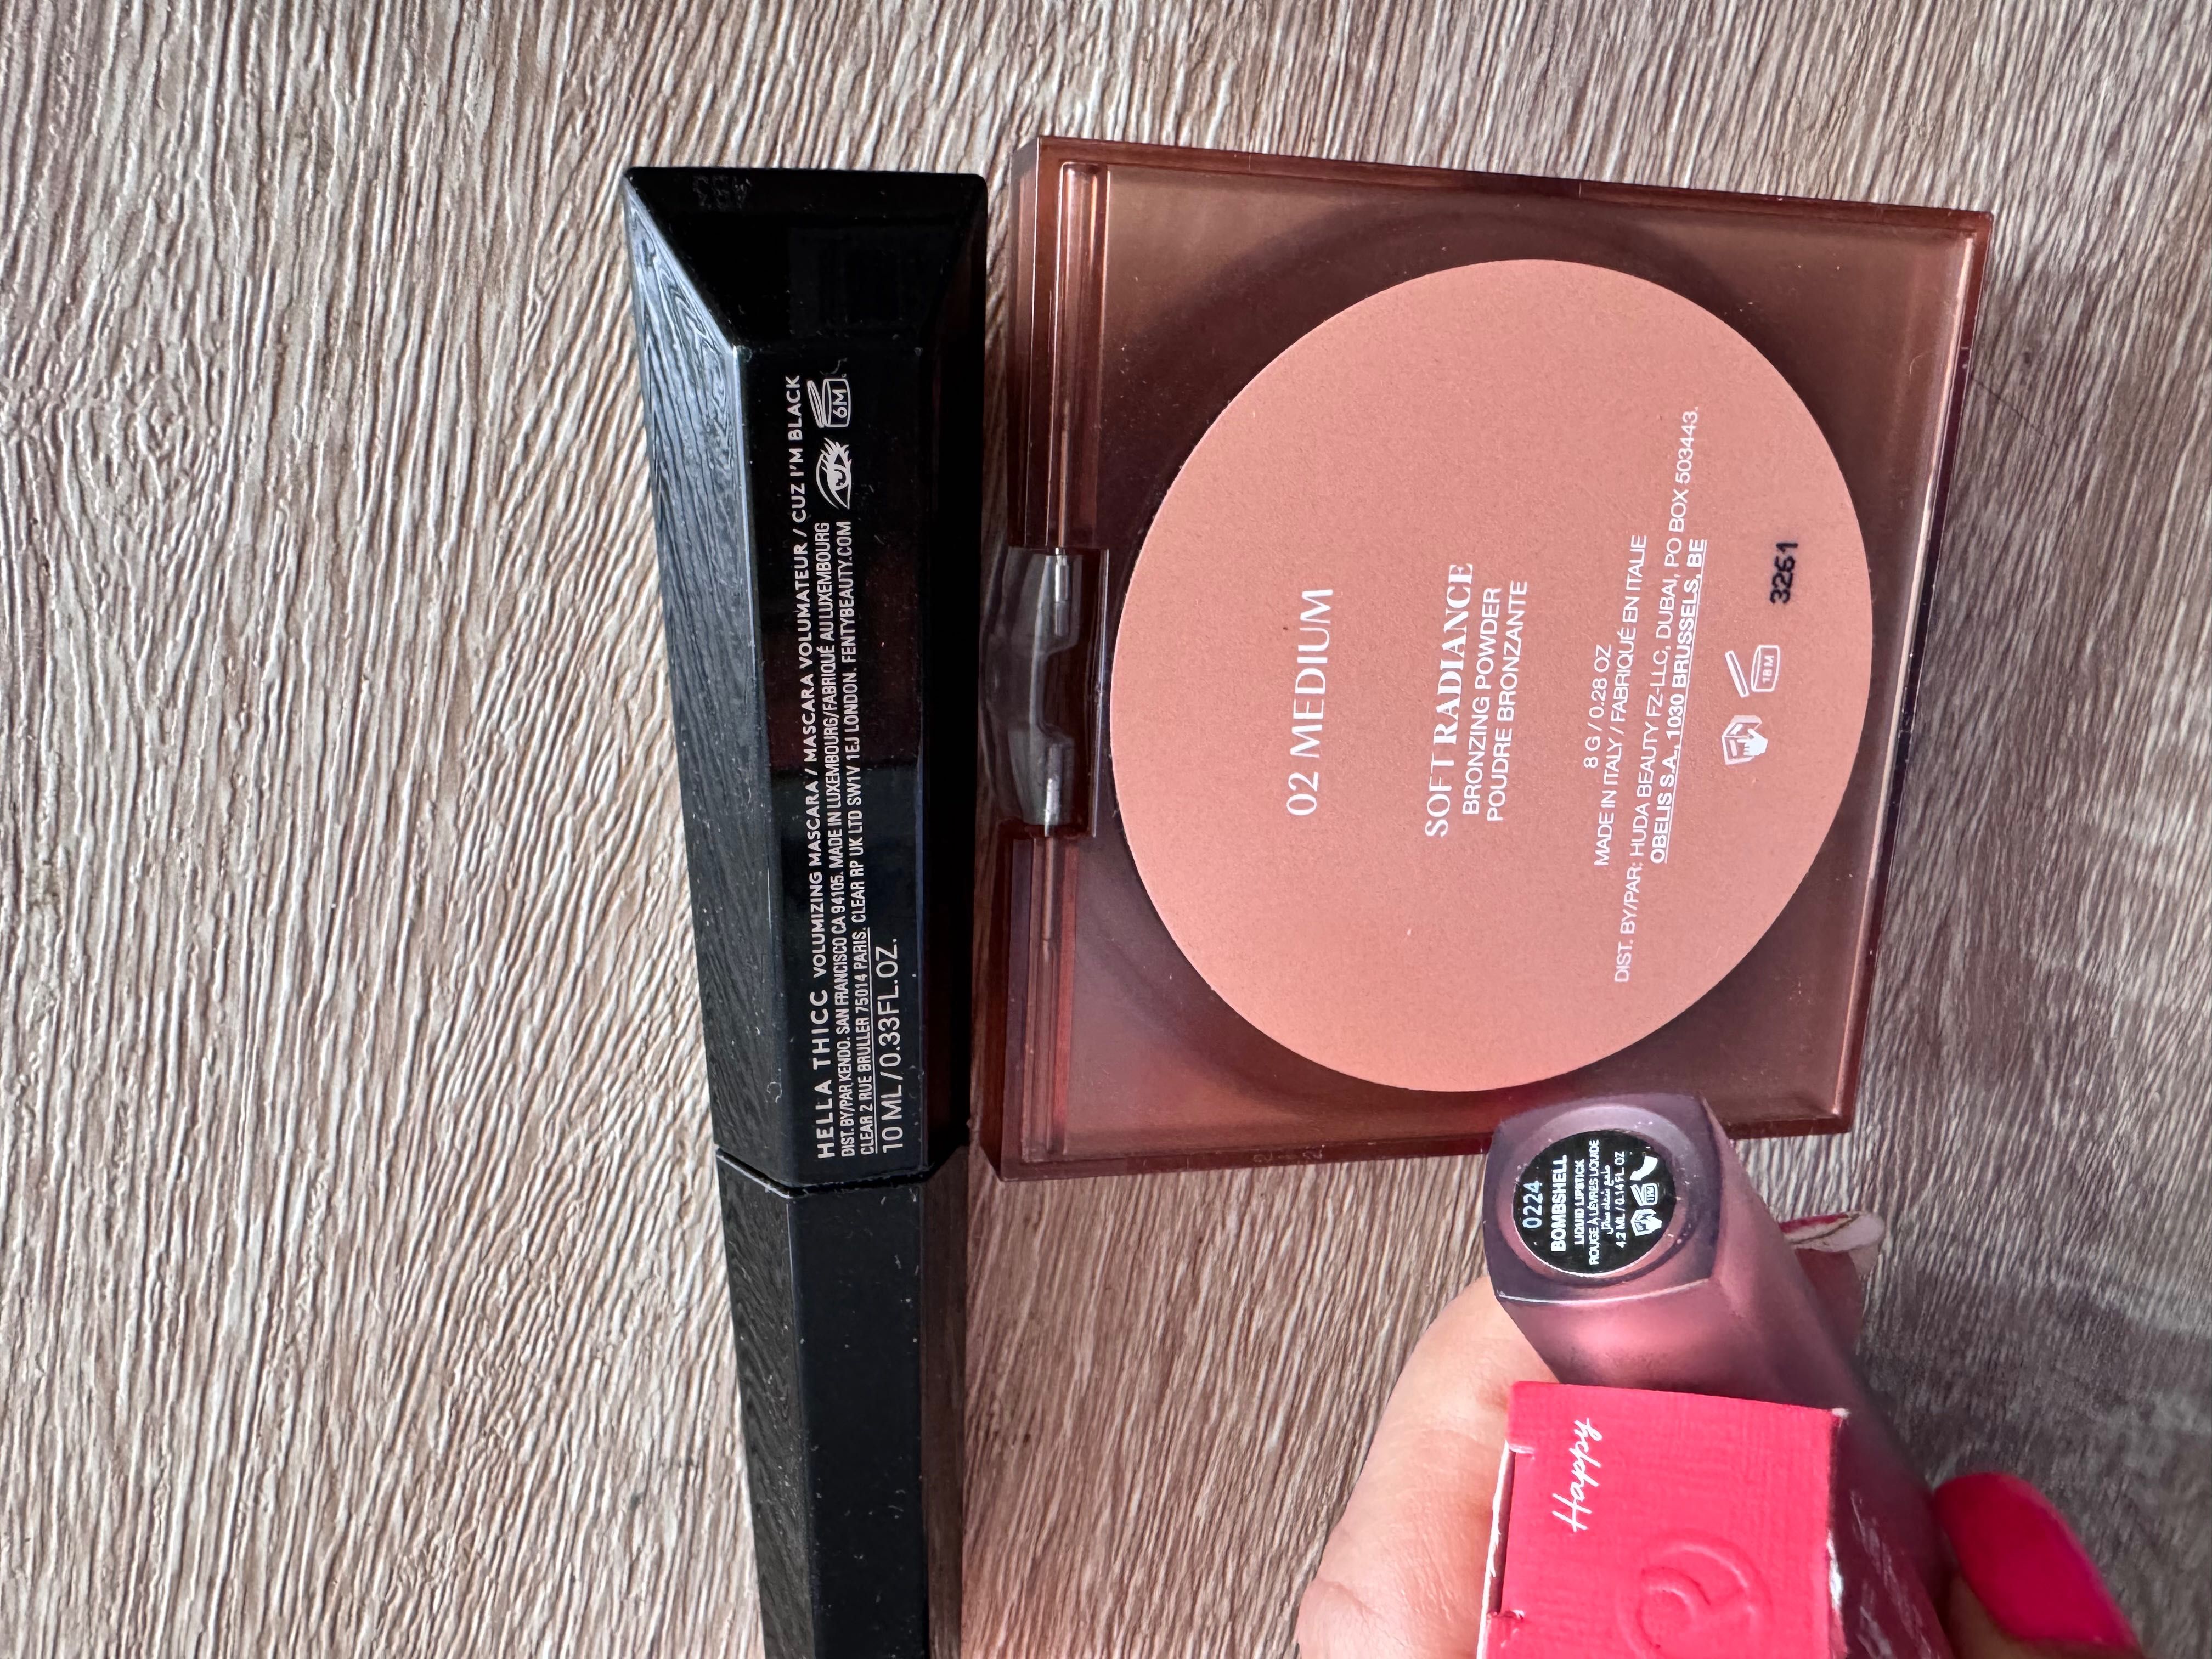 HELLA THICC VOLUMIZING MASCARA / MASCARA VOLUMATEUR / CUZ I'M BLACK
DIST. BY/PAR KENDO. SAN FRANCISCO CA 94105. MADE IN LUXEMBOURG/FABRIQUÉ AU LUXEMBOURG
CLEAR 2 RUE BRULLER 75014 PARIS. CLEAR RP UK LTD SW1V 1EJ LONDON. FENTYBEAUTY.COM
10 ML / 0.33FL.OZ.
6M
02 MEDIUM
SOFT RADIANCE
BRONZING POWDER
POUDRE BRONZANTE
8 G / 0.28 OZ
MADE IN ITALY / FABRIQUÉ EN ITALIE
DIST. BY/PAR: HUDA BEAUTY FZ-LLC, DUBAI, PO BOX 503443.
OBELIS S.A, 1030 BRUSSELS, BE
18 M
3261
0224
BOMBSHELL
LIQUID LIPSTICK
ROUGE À LÈVRES LIQUIDE
4.2 ML / 0.14 FL OZ
Happy